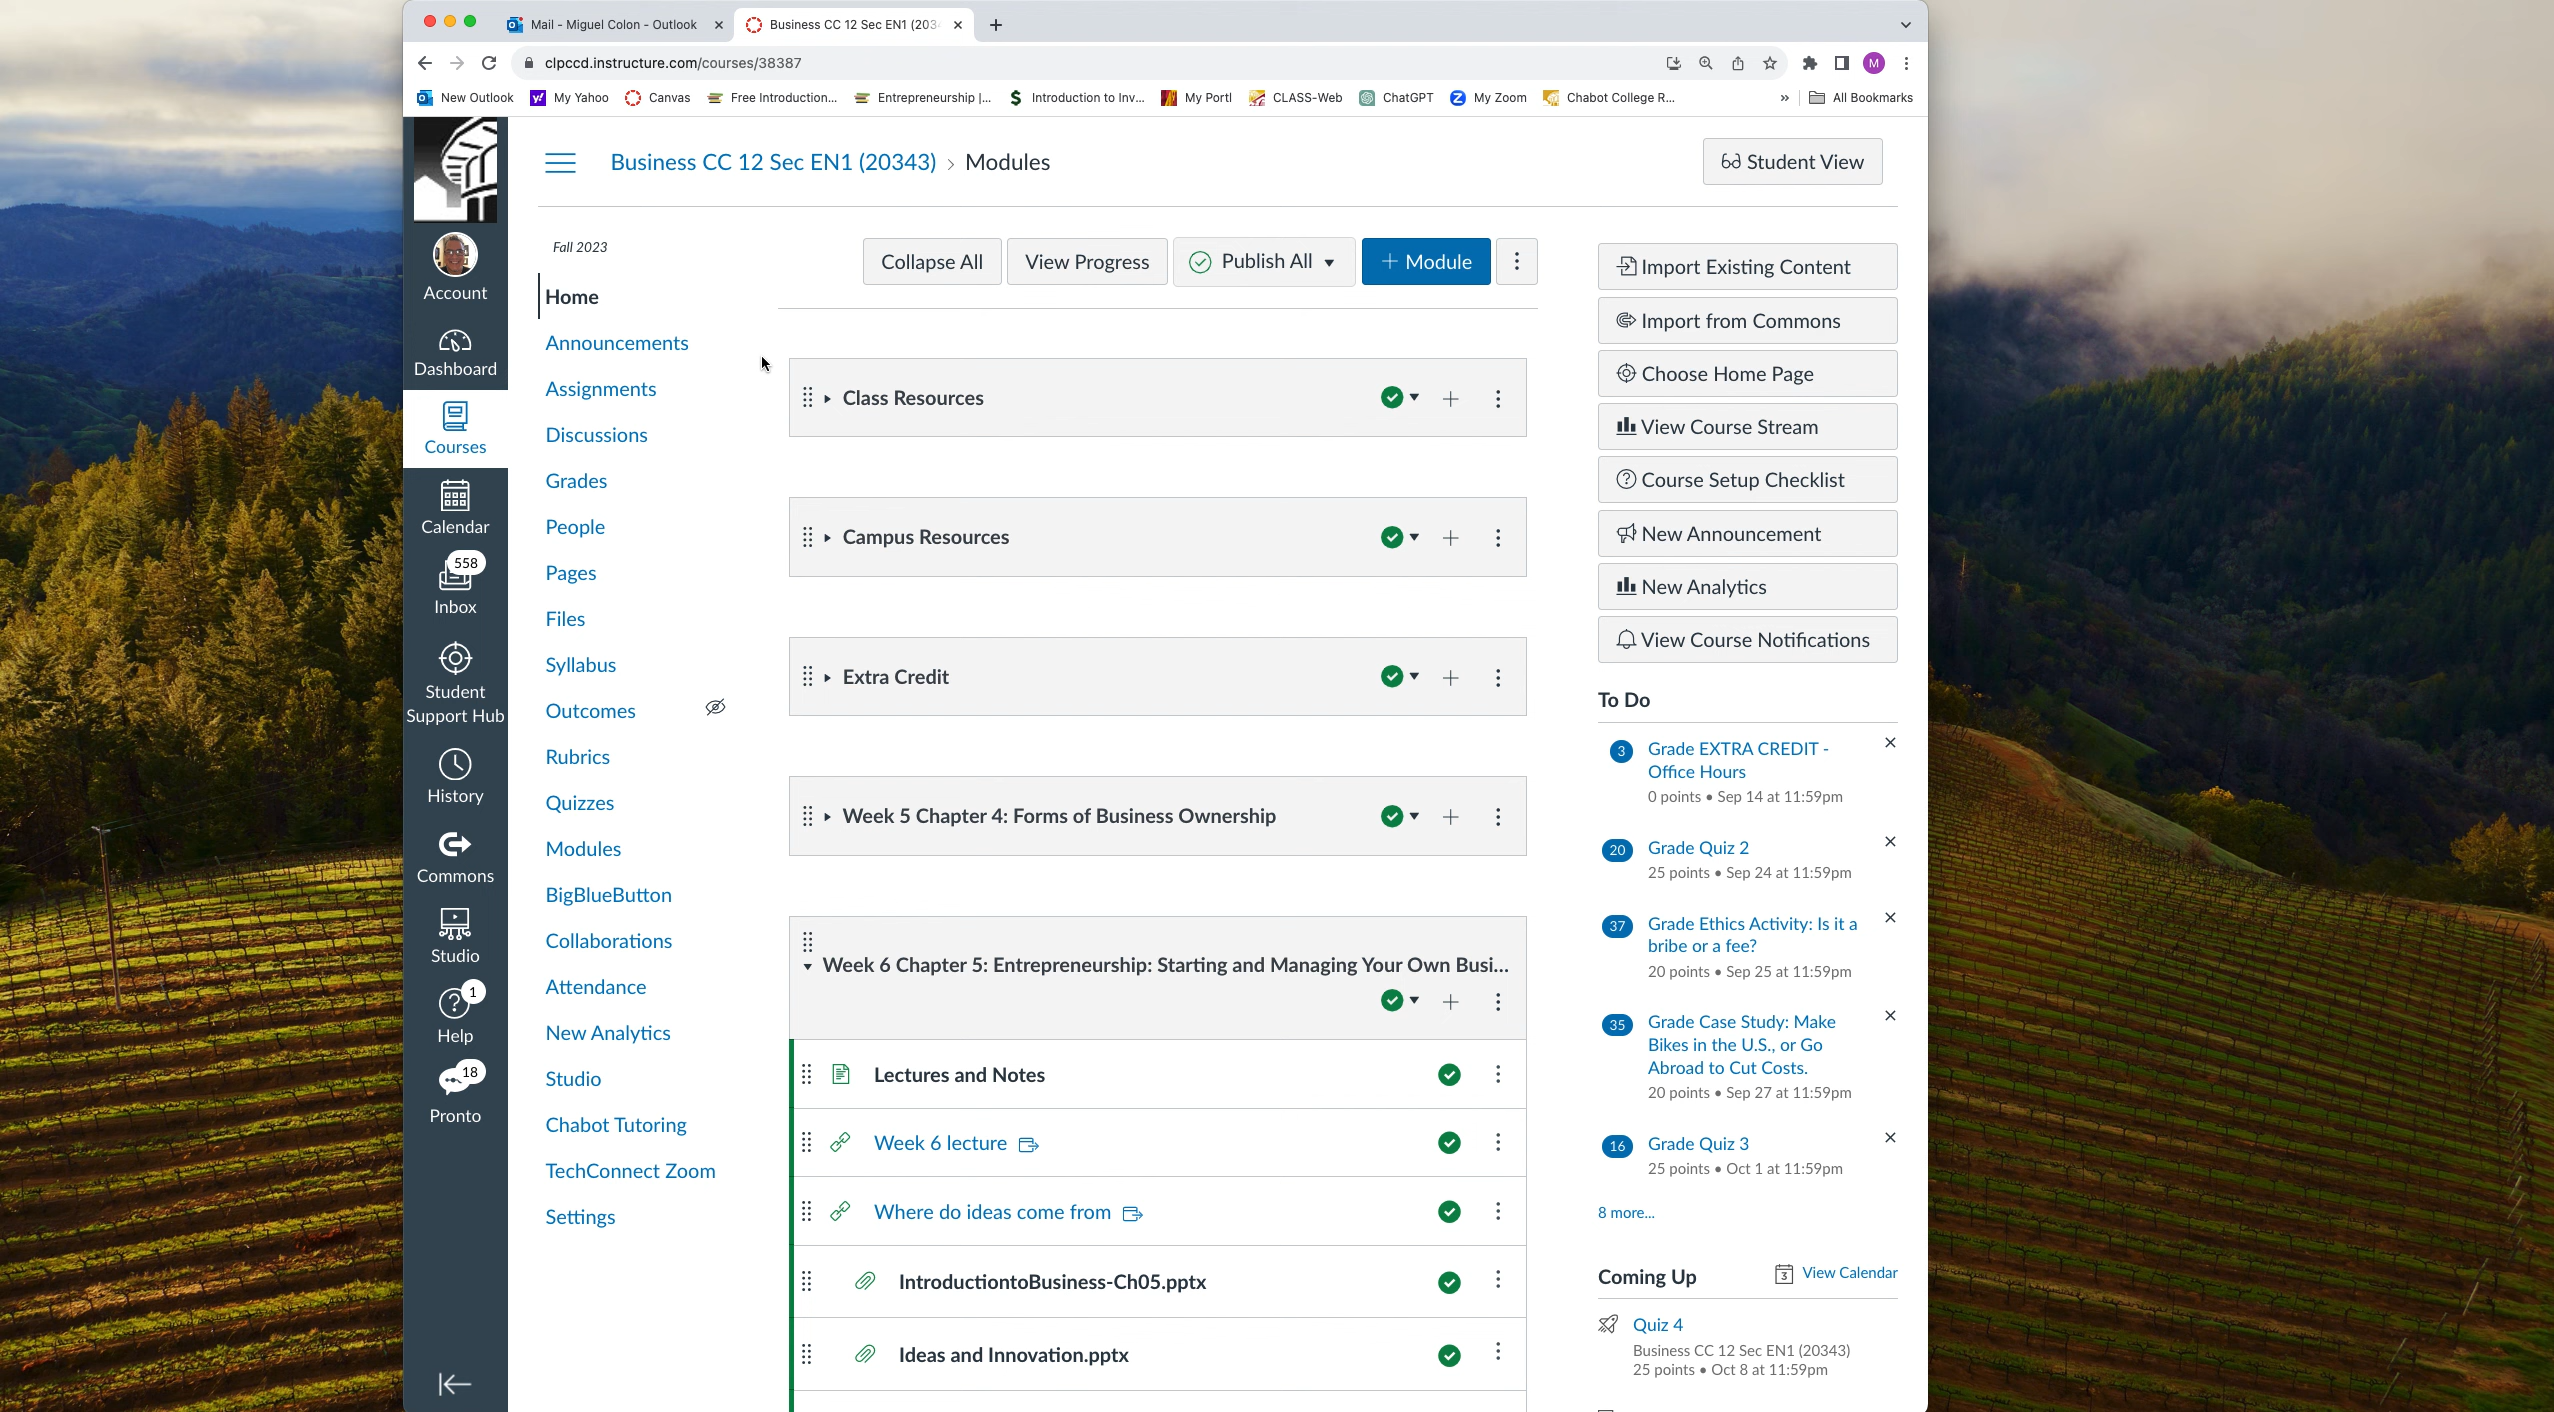 Mail - Miguel Colon - Outlook
Business CC 12 Sec EN1 (203
clpccd.instructure.com/courses/38387
M
New Outlook
My Yahoo
Canvas
Free Introduction...
Entrepreneurship |...
Introduction to Inv...
My Portl
CLASS-Web
ChatGPT
My Zoom
Chabot College R...
»
All Bookmarks
Business CC 12 Sec EN1 (20343) › Modules
Student View
Account
Dashboard
Courses
Calendar
558
Inbox
Student
Support Hub
History
Commons
Studio
1
Help
18
Pronto
Fall 2023
Home
Announcements
Assignments
Discussions
Grades
People
Pages
Files
Syllabus
Outcomes
Rubrics
Quizzes
Modules
BigBlueButton
Collaborations
Attendance
New Analytics
Studio
Chabot Tutoring
TechConnect Zoom
Settings
Collapse All
View Progress
Publish All
+ Module
Class Resources
Campus Resources
Extra Credit
Week 5 Chapter 4: Forms of Business Ownership
Week 6 Chapter 5: Entrepreneurship: Starting and Managing Your Own Busi...
Lectures and Notes
Week 6 lecture
Where do ideas come from
IntroductiontoBusiness-Ch05.pptx
Ideas and Innovation.pptx
Import Existing Content
Import from Commons
Choose Home Page
View Course Stream
Course Setup Checklist
New Announcement
New Analytics
View Course Notifications
To Do
3
Grade EXTRA CREDIT -
Office Hours
0 points • Sep 14 at 11:59pm
20
Grade Quiz 2
25 points • Sep 24 at 11:59pm
37
Grade Ethics Activity: Is it a
bribe or a fee?
20 points • Sep 25 at 11:59pm
35
Grade Case Study: Make
Bikes in the U.S., or Go
Abroad to Cut Costs.
20 points • Sep 27 at 11:59pm
16
Grade Quiz 3
25 points • Oct 1 at 11:59pm
8 more...
Coming Up
3
View Calendar
Quiz 4
Business CC 12 Sec EN1 (20343)
25 points • Oct 8 at 11:59pm